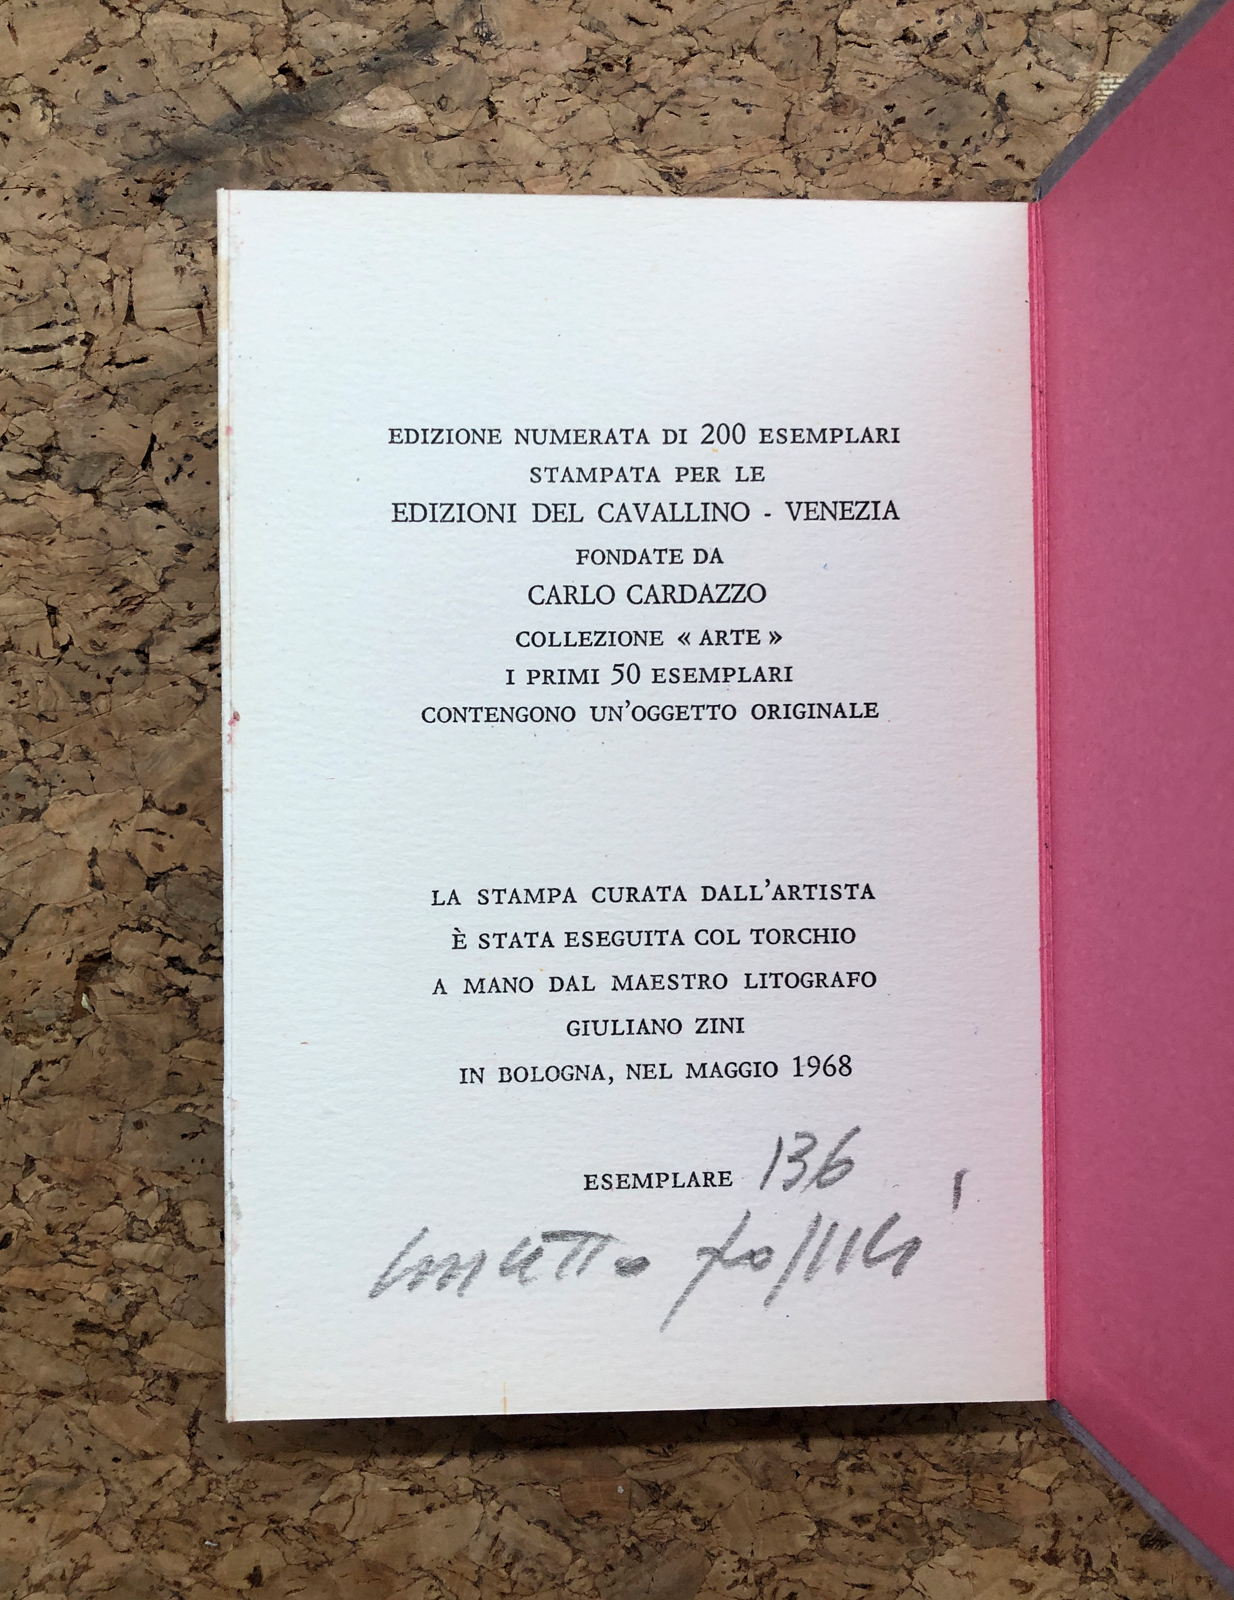 EDIZIONE NUMERATA DI 200 ESEMPLARI
STAMPATA PER LE
EDIZIONI DEL CAVALLINO - VENEZIA
FONDATE DA
CARLO CARDAZZO
COLLEZIONE « ARTE »
I PRIMI 50 ESEMPLARI
CONTENGONO UN'OGGETTO ORIGINALE
LA STAMPA CURATA DALL'ARTISTA
È STATA ESEGUITA COL TORCHIO
A MANO DAL MAESTRO LITOGRAFO
GIULIANO ZINI
IN BOLOGNA, NEL MAGGIO 1968
ESEMPLARE 136